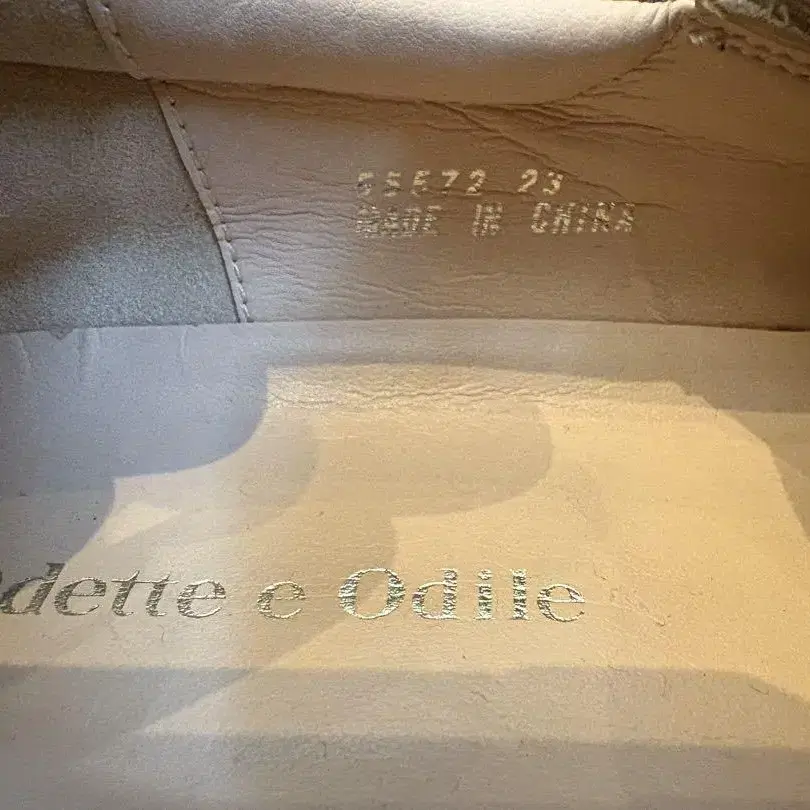 55572 23
MADE IN CHINA
dette e Odile